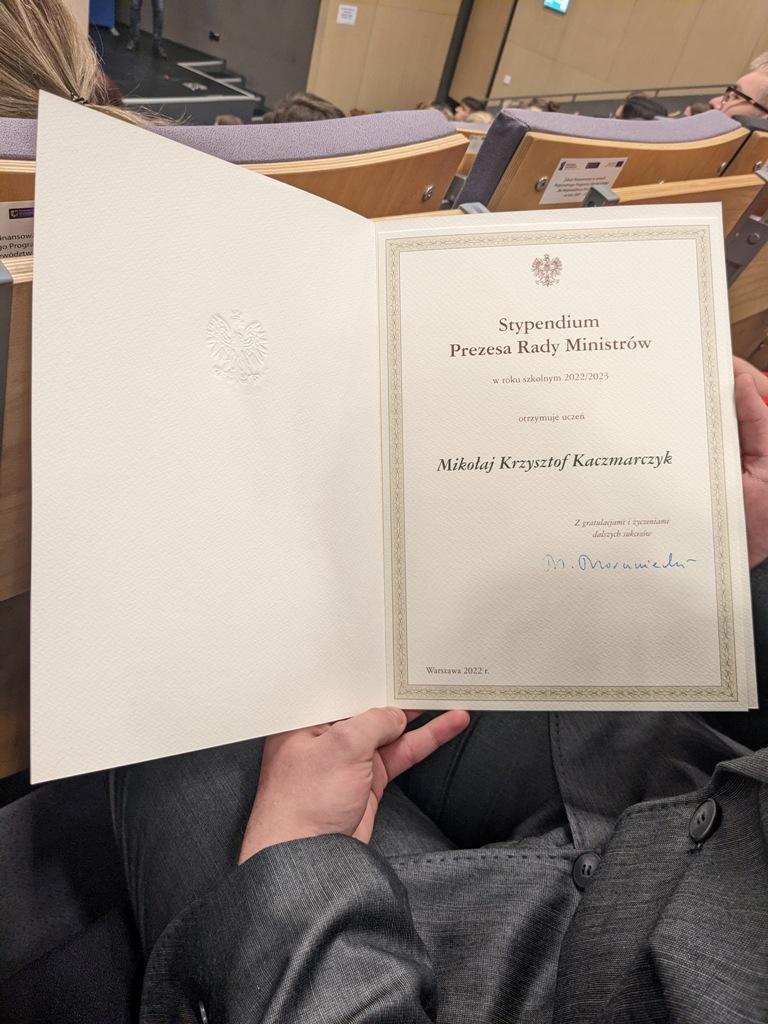 Stypendium
Prezesa Rady Ministrów
w roku szkolnym 2022/2023
otrzymuje uczeń
Mikołaj Krzysztof Kaczmarczyk
Z gratulacjami i życzeniami
dalszych sukcesów
M. Morawiecki
Warszawa 2022 r.